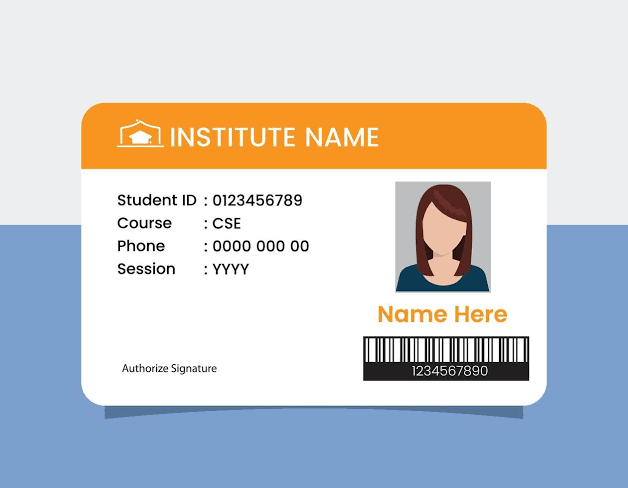 INSTITUTE NAME
Student ID : 0123456789
Course : CSE
Phone : 0000 000 00
Session : YYYY
Name Here
1234567890
Authorize Signature